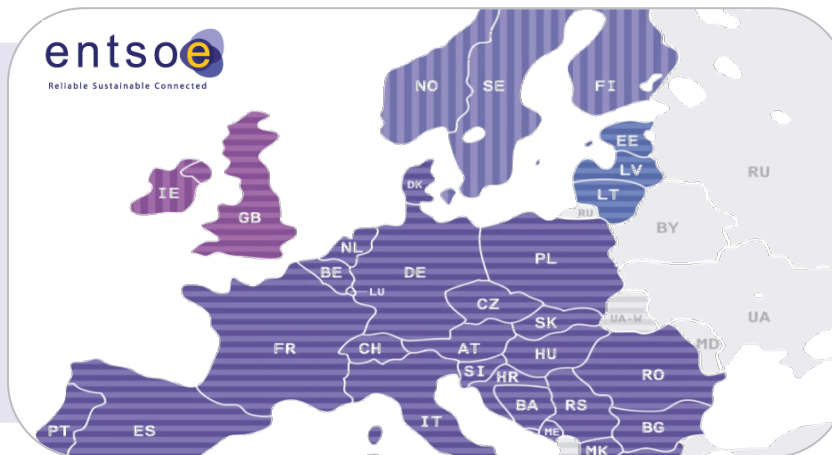 entsoe
Reliable Sustainable Connected
NO
SE
FI
EE
LV
LT
RU
RU
BY
IE
GB
DK
NL
BE
LU
DE
PL
CZ
SK
UA-W
UA
MD
FR
CH
AT
HU
SI
HR
RO
BA
RS
ME
BG
MK
IT
PT
ES